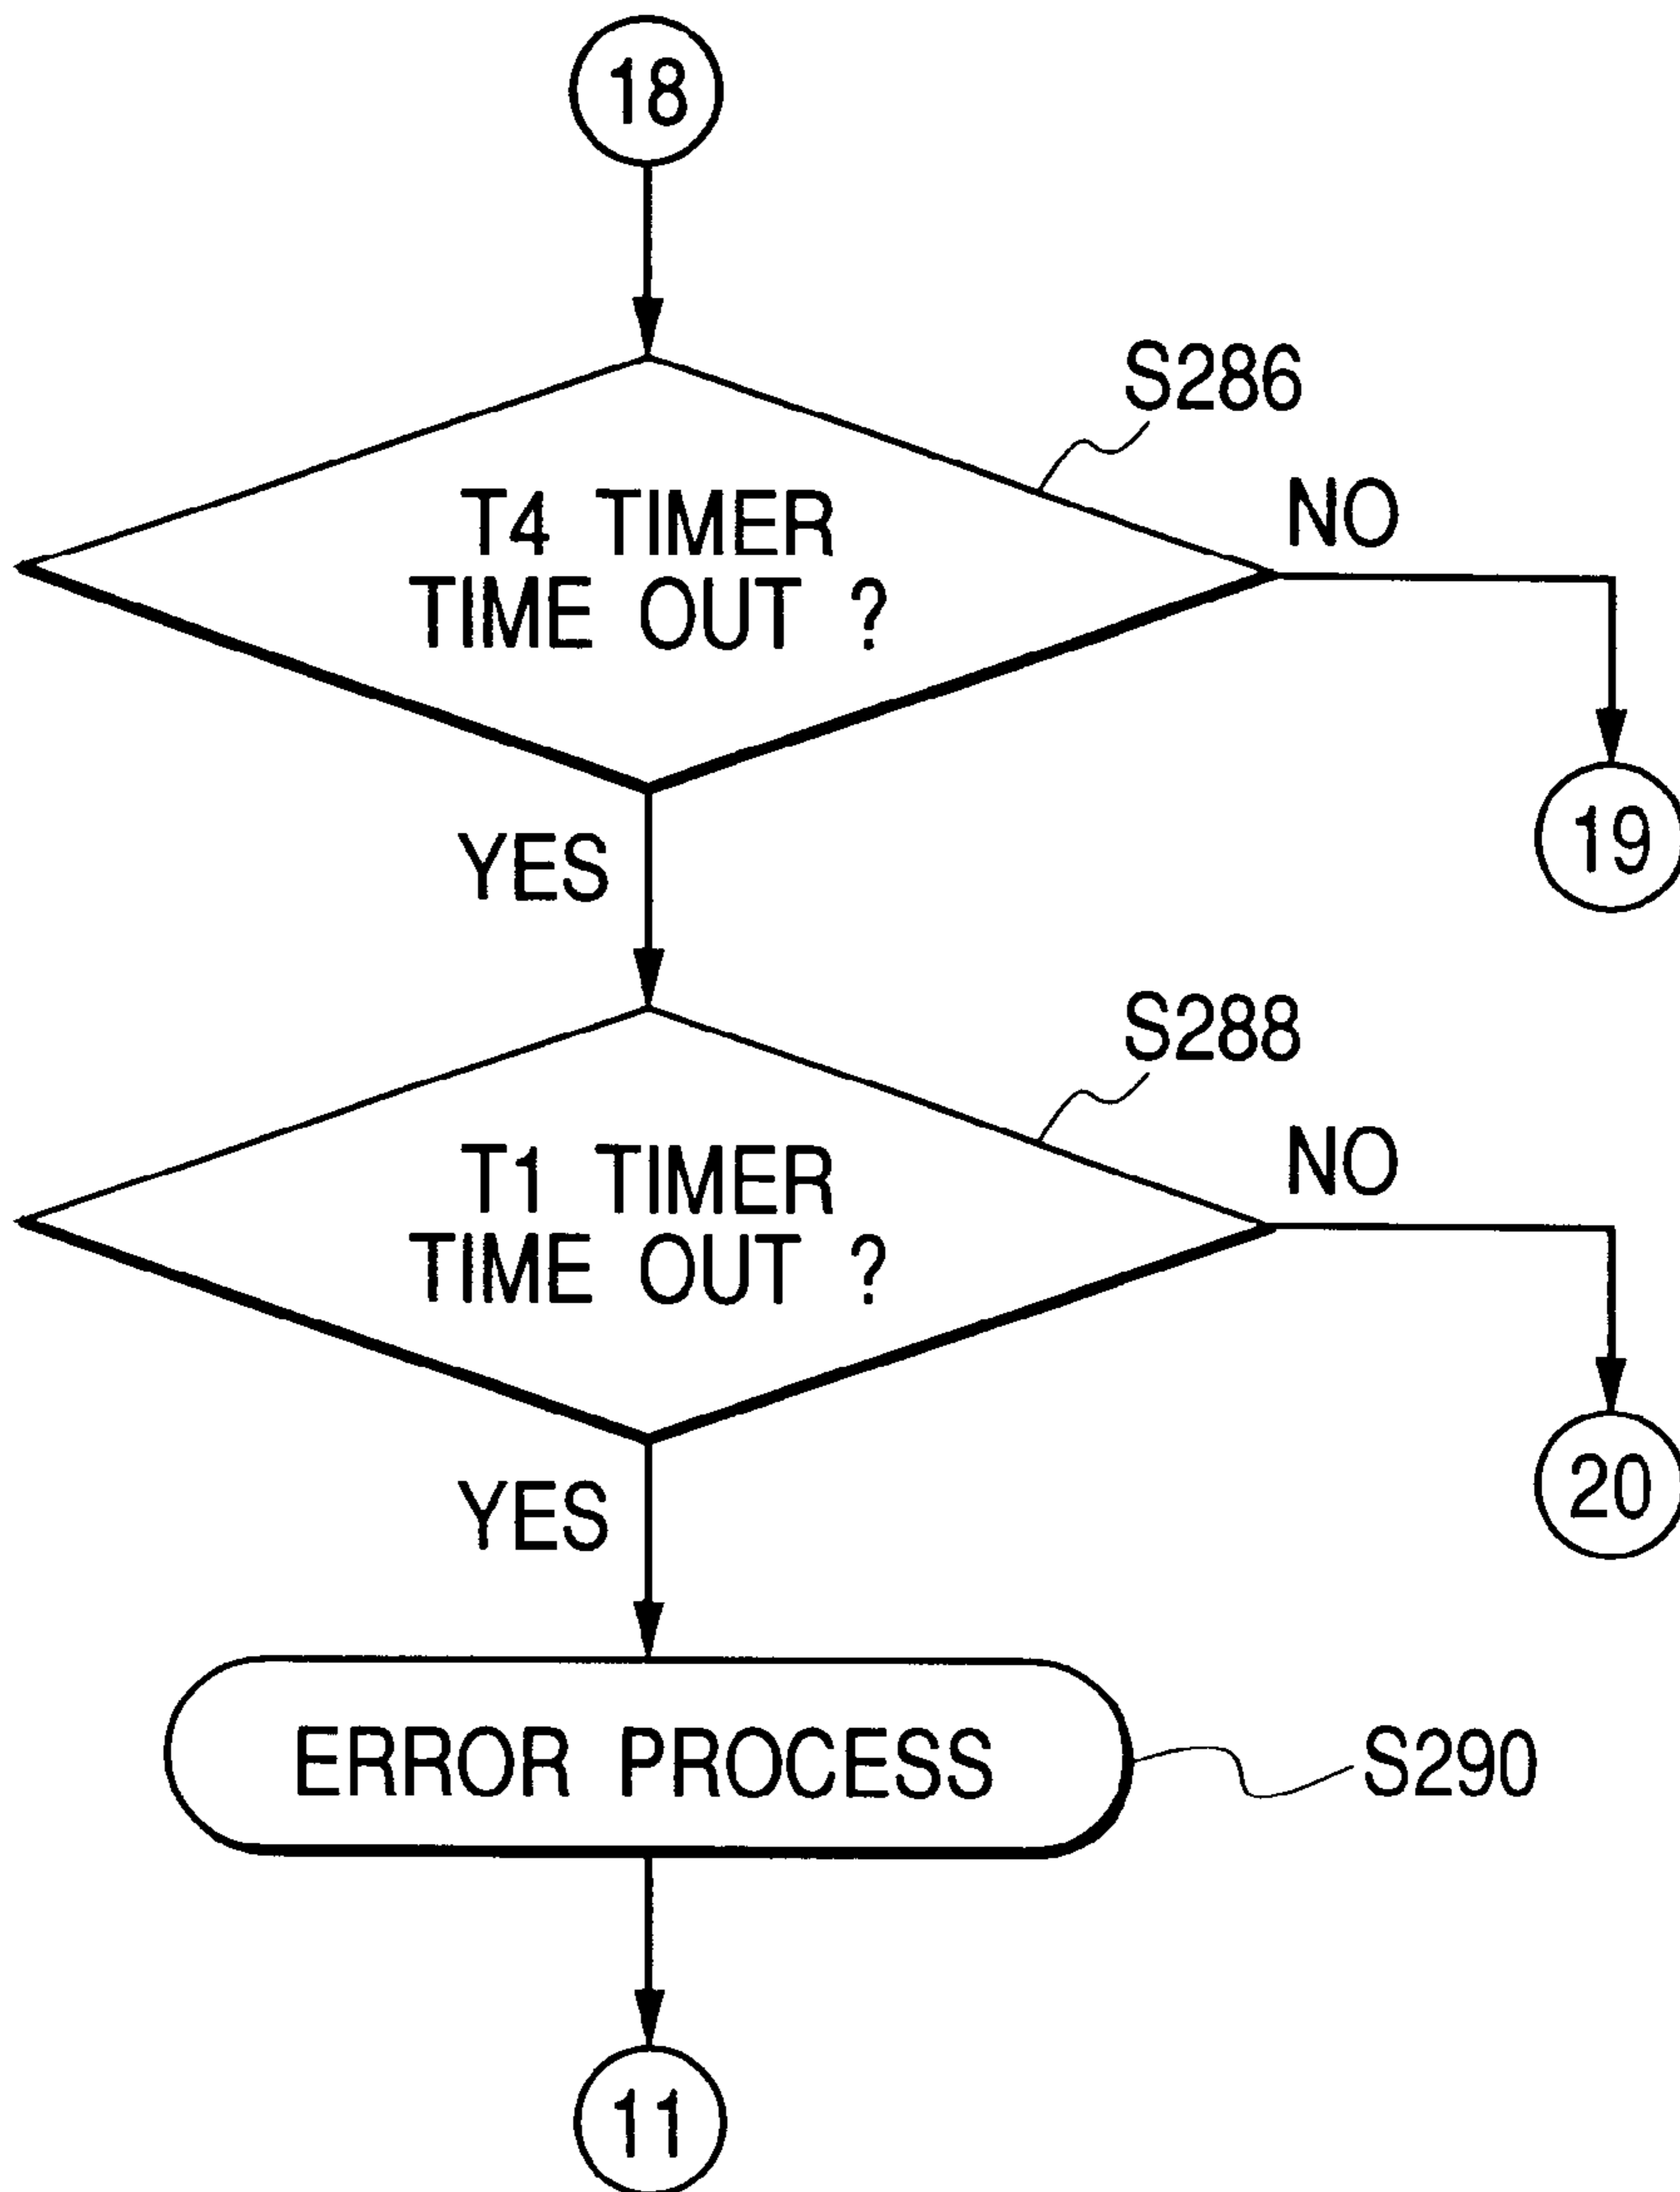 18
S286
T4 TIMER
TIME OUT ?
NO
19
YES
S288
T1 TIMER
TIME OUT ?
NO
20
YES
ERROR PROCESS
S290
11